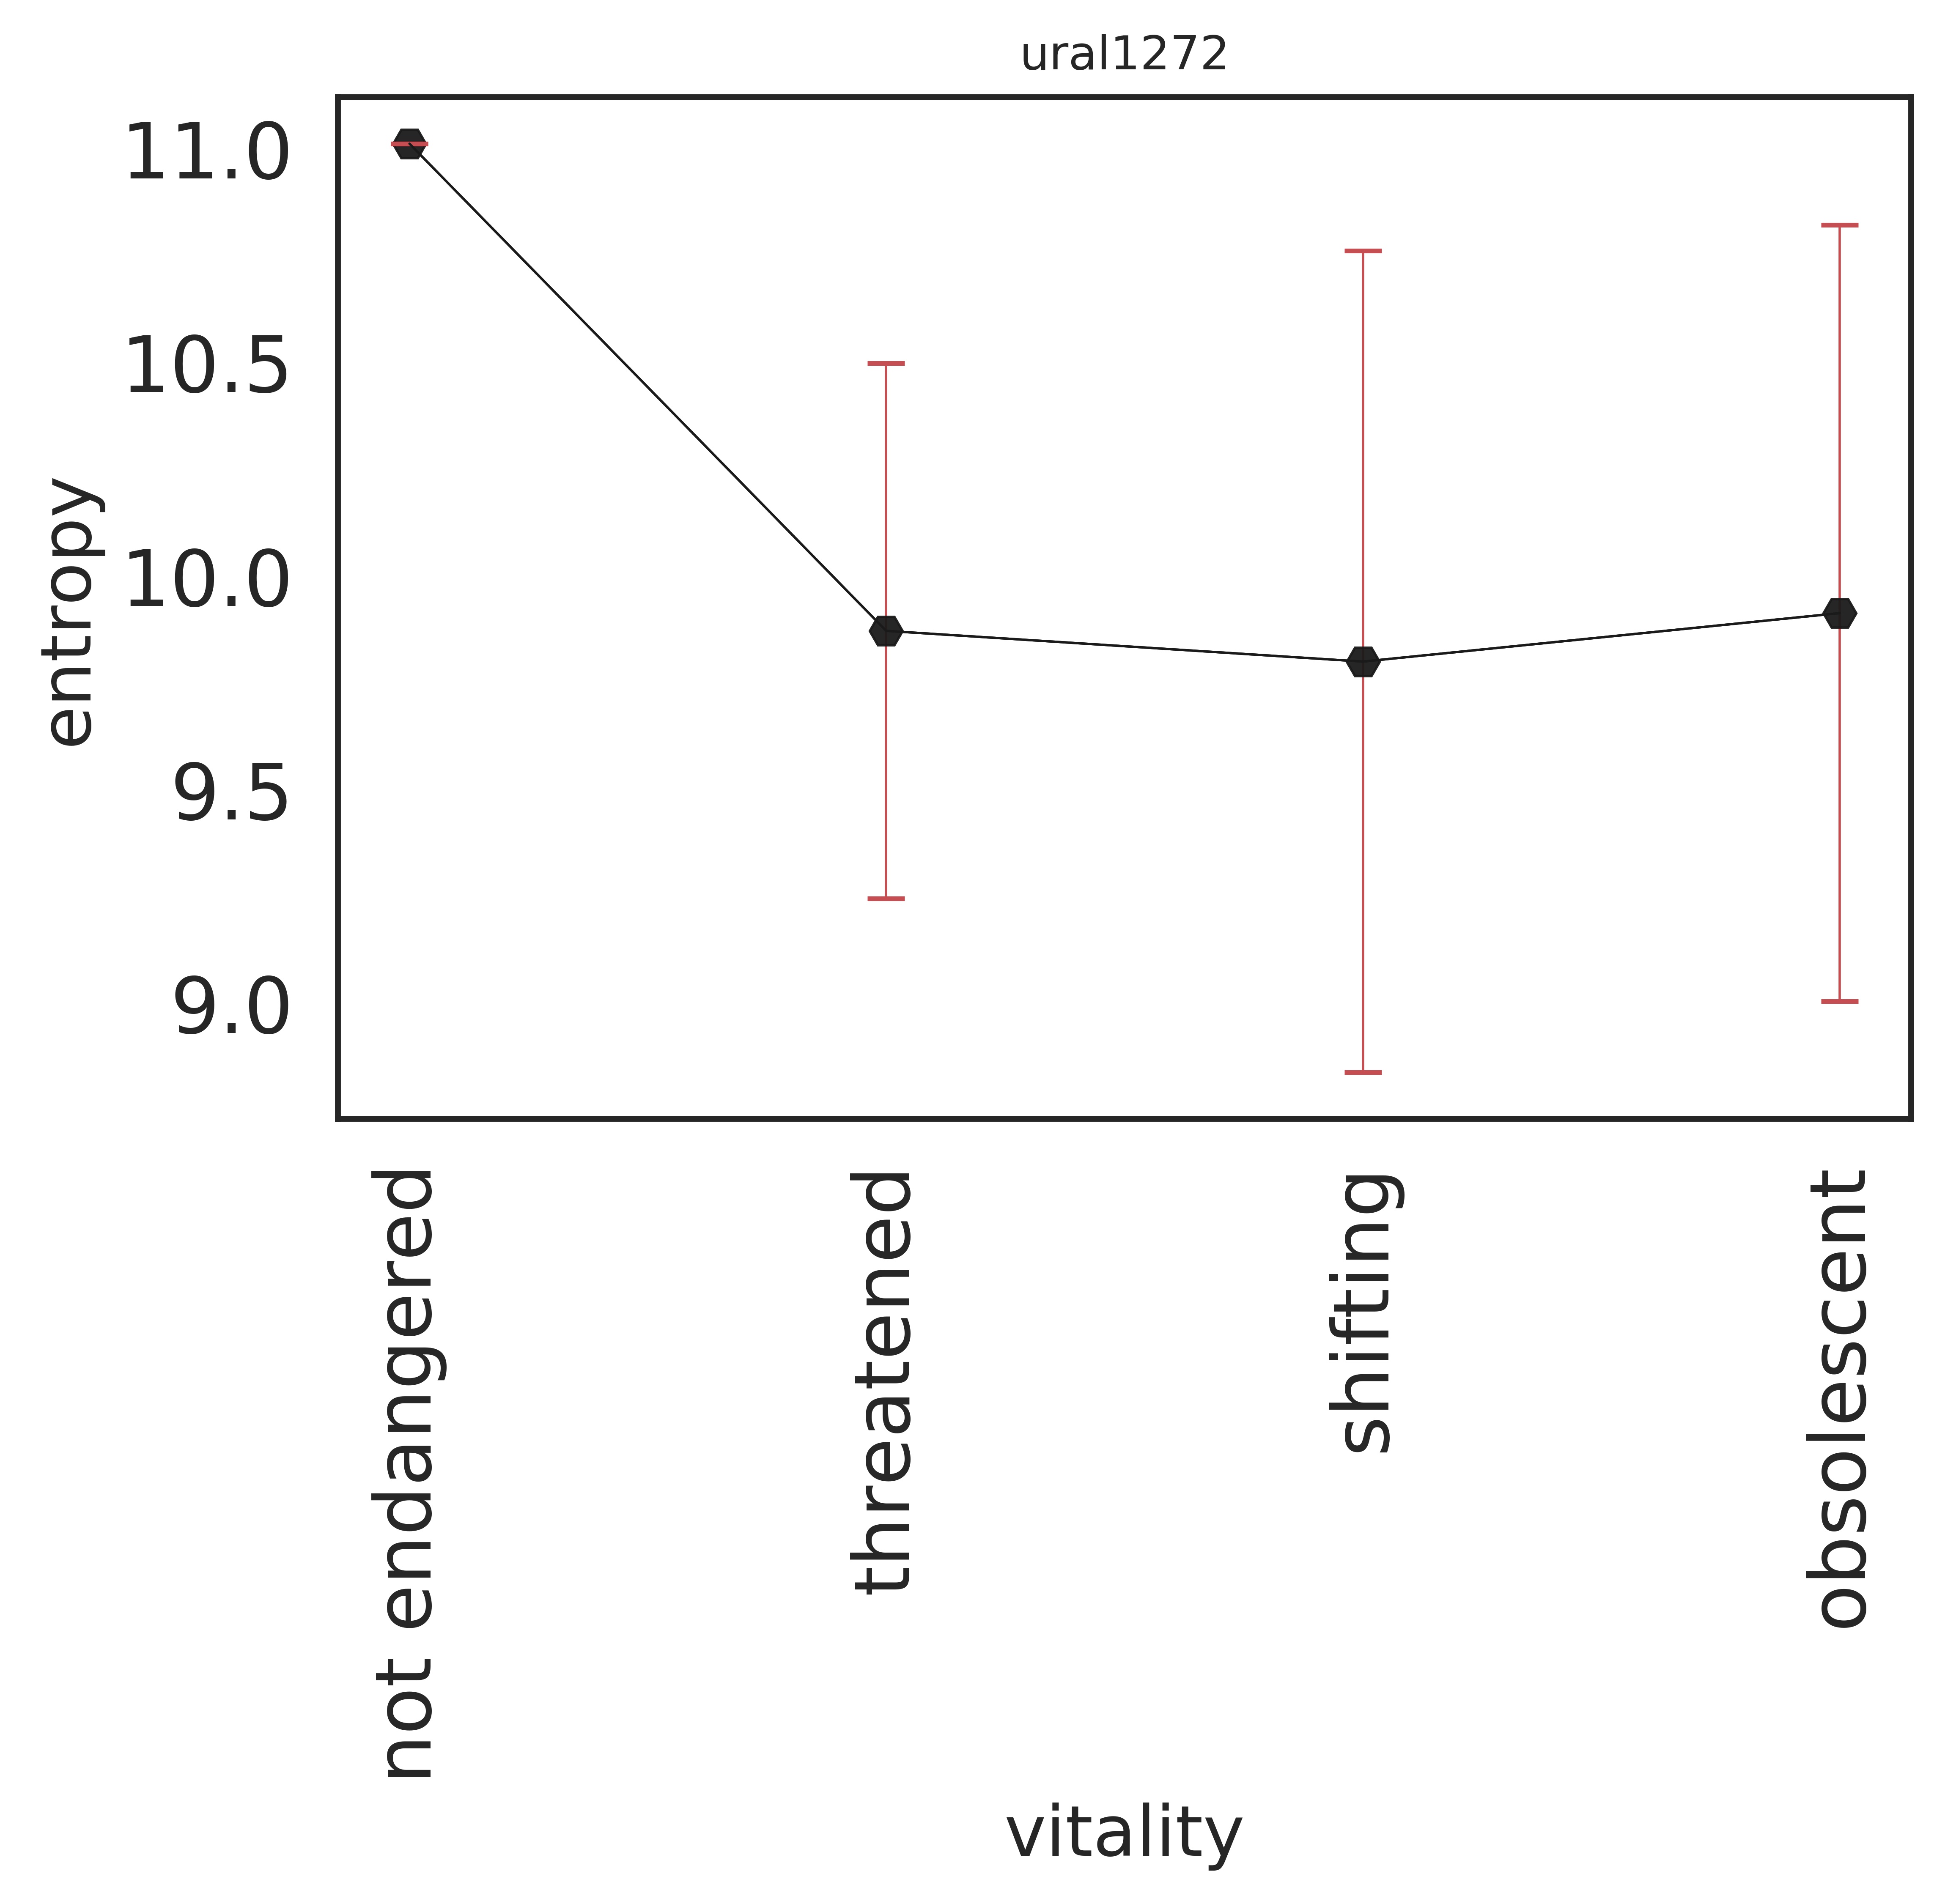 ural1272
11.0
10.5
10.0
9.5
9.0
entropy
not endangered
threatened
shifting
obsolescent
vitality